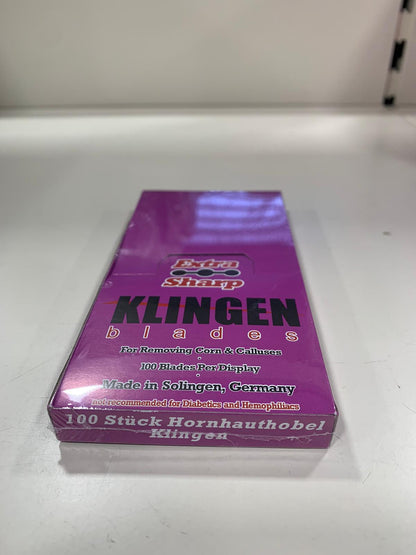 Extra
Sharp
KLINGEN
blades
For Removing Corn & Calluses
100 Blades Per Display
Made in Solingen, Germany
not recommended for Diabetics and Hemophiliacs
100 Stück Hornhauthobel
Klingen